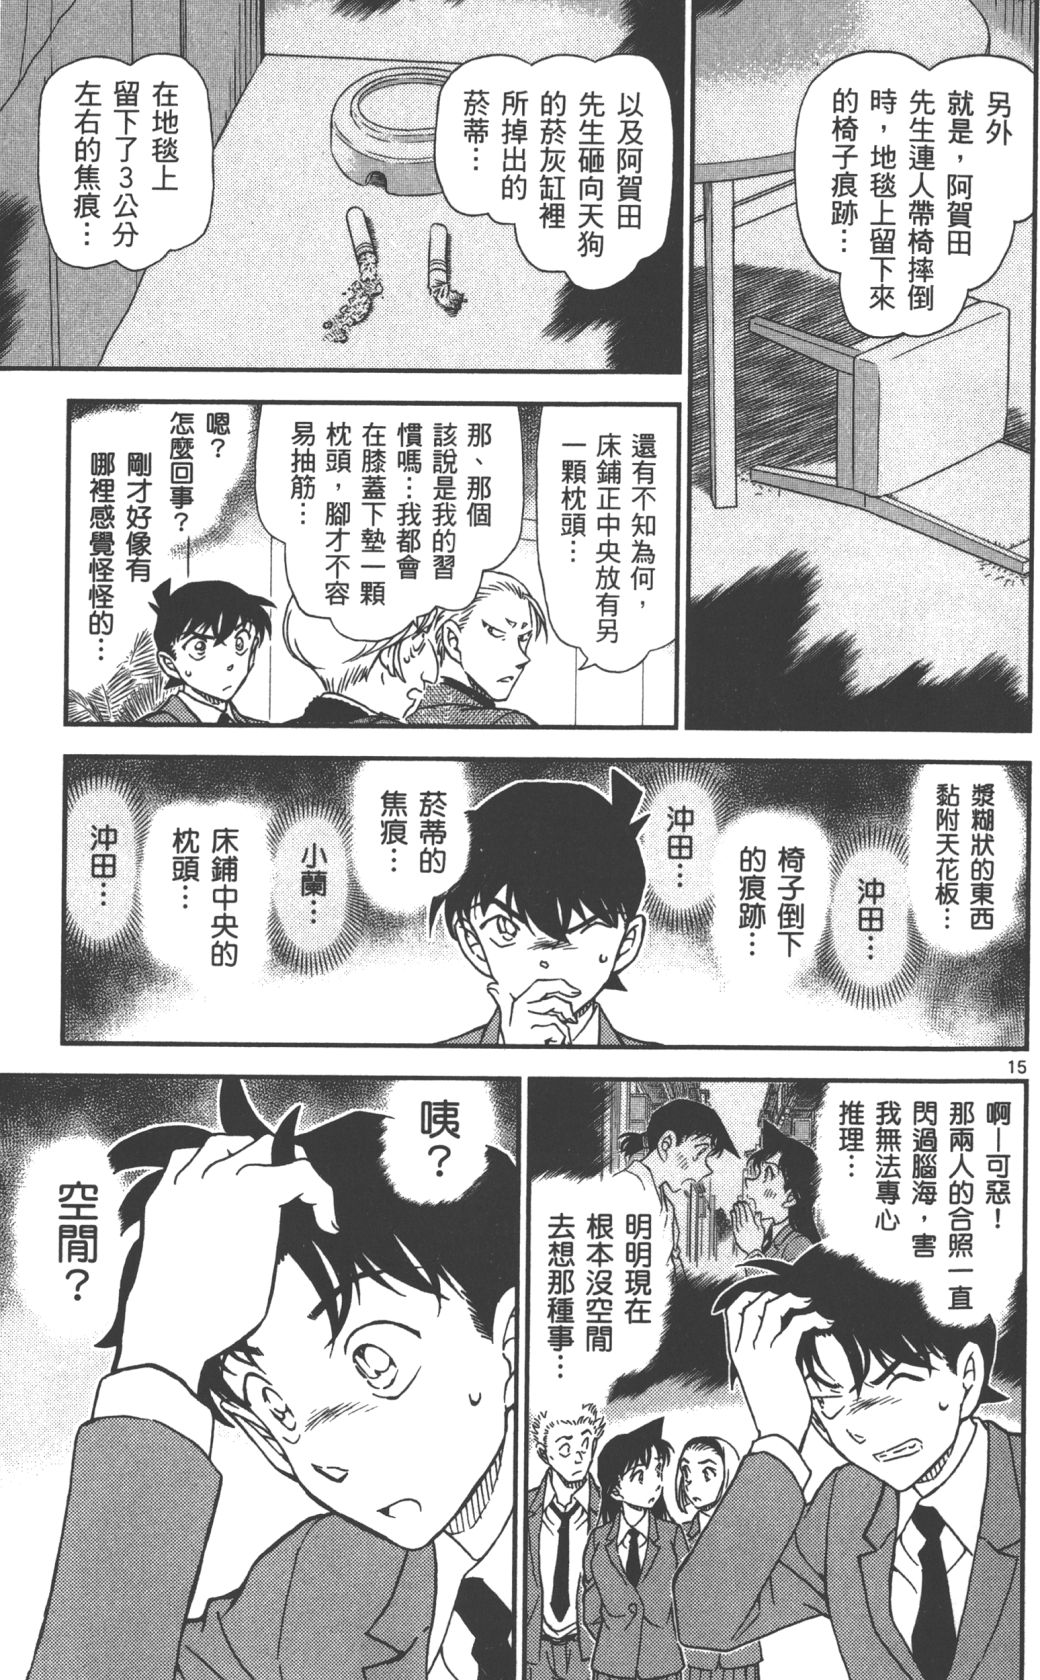 另外
就是，阿賀田
先生連人帶椅摔倒
時，地毯上留下來
的椅子痕跡…
以及阿賀田
先生砸向天狗
的菸灰缸裡
所掉出的
菸蒂…
在地毯上
留下了3公分
左右的焦痕…
還有不知為何，
床鋪正中央放有另
一顆枕頭…
那、那個
該說是我的習
慣嗎…我都會
在膝蓋下墊一顆
枕頭，腳才不容
易抽筋…
嗯？
怎麼回事？
剛才好像有
哪裡感覺怪怪的…
漿糊狀的東西
黏附天花板…
沖田…
椅子倒下
的痕跡…
沖田…
菸蒂的
焦痕…
小蘭…
床鋪中央的
枕頭…
沖田…
15
啊—可惡！
那兩人的合照一直
閃過腦海，害
我無法專心
推理…
明明現在
根本沒空閒
去想那種事…
咦？
空閒？